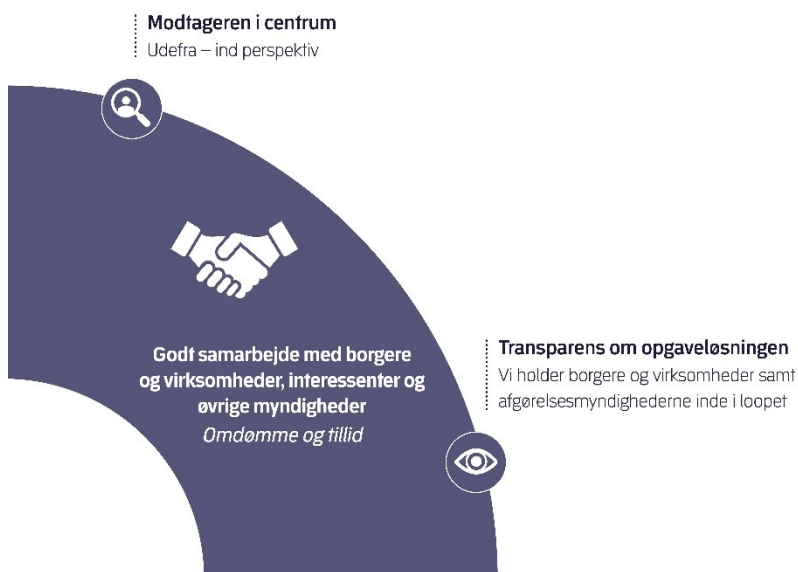 Modtageren i centrum
Udefra – ind perspektiv
Godt samarbejde med borgere
og virksomheder, interessenter og
øvrige myndigheder
Omdømme og tillid
Transparens om opgaveløsningen
Vi holder borgere og virksomheder samt
afgørelsesmyndighederne inde i loopet